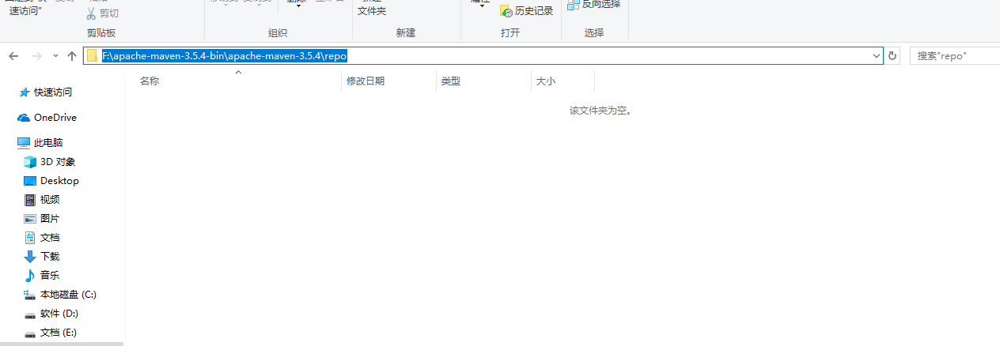 速访问"
剪切
剪贴板
组织
文件夹
新建
历史记录
打开
反向选择
选择
F:\apache-maven-3.5.4-bin\apache-maven-3.5.4\repo
搜索"repo"
名称
修改日期
类型
大小
该文件夹为空。
快速访问
OneDrive
此电脑
3D 对象
Desktop
视频
图片
文档
下载
音乐
本地磁盘 (C:)
软件 (D:)
文档 (E:)